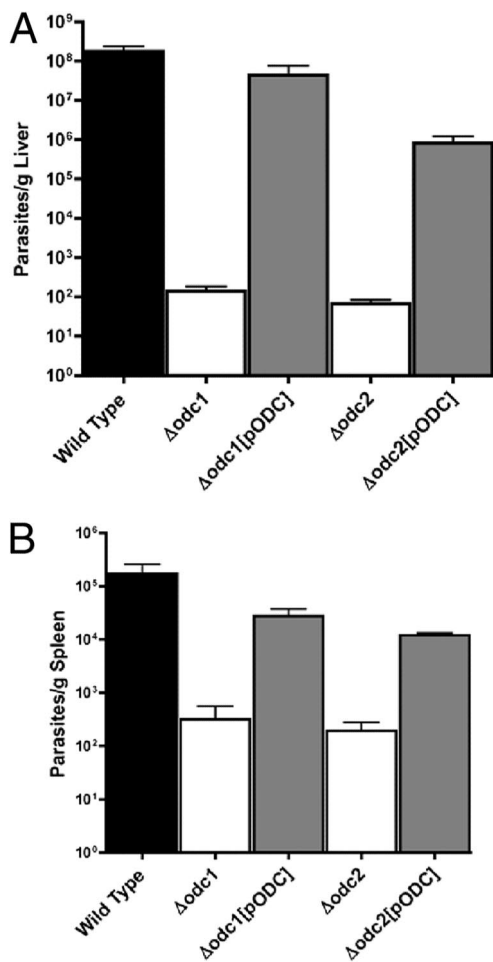 A
Parasites/g Liver
10⁹
10⁸
10⁷
10⁶
10⁵
10⁴
10³
10²
10¹
10⁰
Wild Type
Δodc1
Δodc1[pODC]
Δodc2
Δodc2[pODC]
B
Parasites/g Spleen
10⁶
10⁵
10⁴
10³
10²
10¹
10⁰
Wild Type
Δodc1
Δodc1[pODC]
Δodc2
Δodc2[pODC]